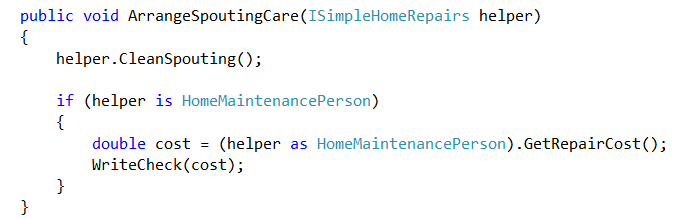 public void ArrangeSpoutingCare(ISimpleHomeRepairs helper)
{
    helper.CleanSpouting();

    if (helper is HomeMaintenancePerson)
    {
        double cost = (helper as HomeMaintenancePerson).GetRepairCost();
        WriteCheck(cost);
    }
}